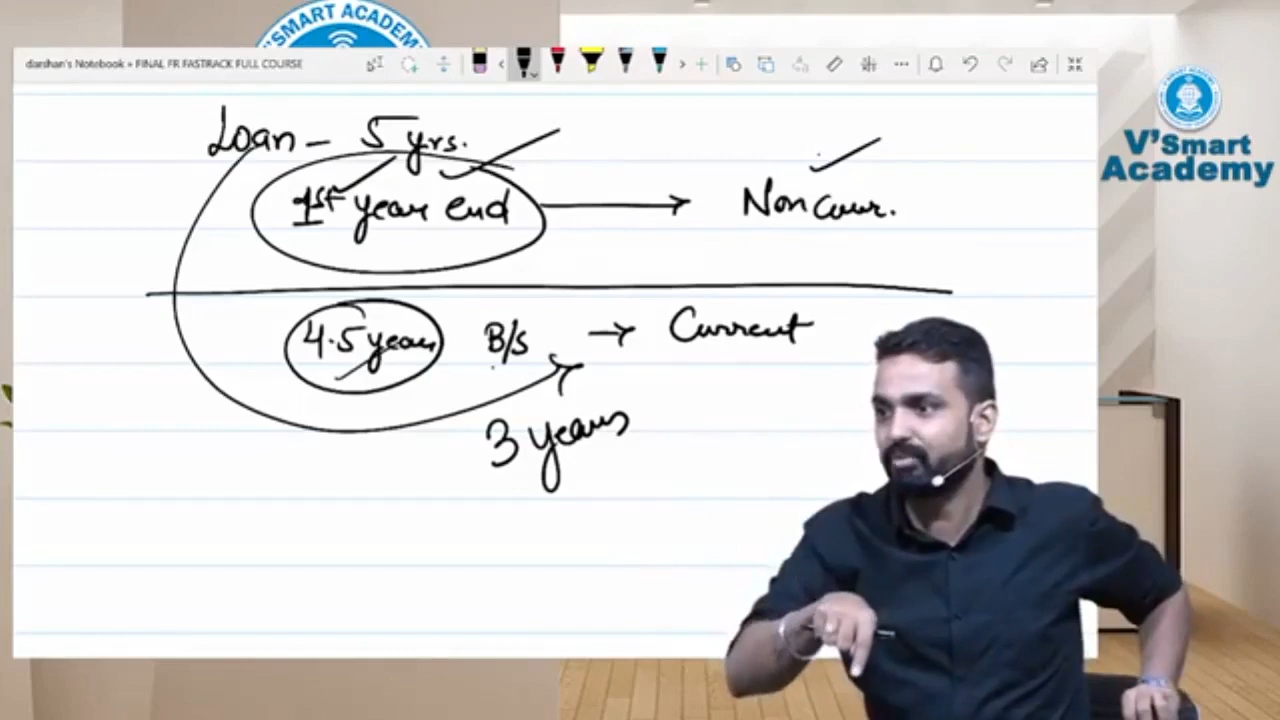 V'SMART ACADEMY
darshan's Notebook » FINAL FR FASTRACK FULL COURSE
Loan - 5 yrs.
1st year end → Non curr.
4.5 year B/S → Current
3 years
V'Smart
Academy